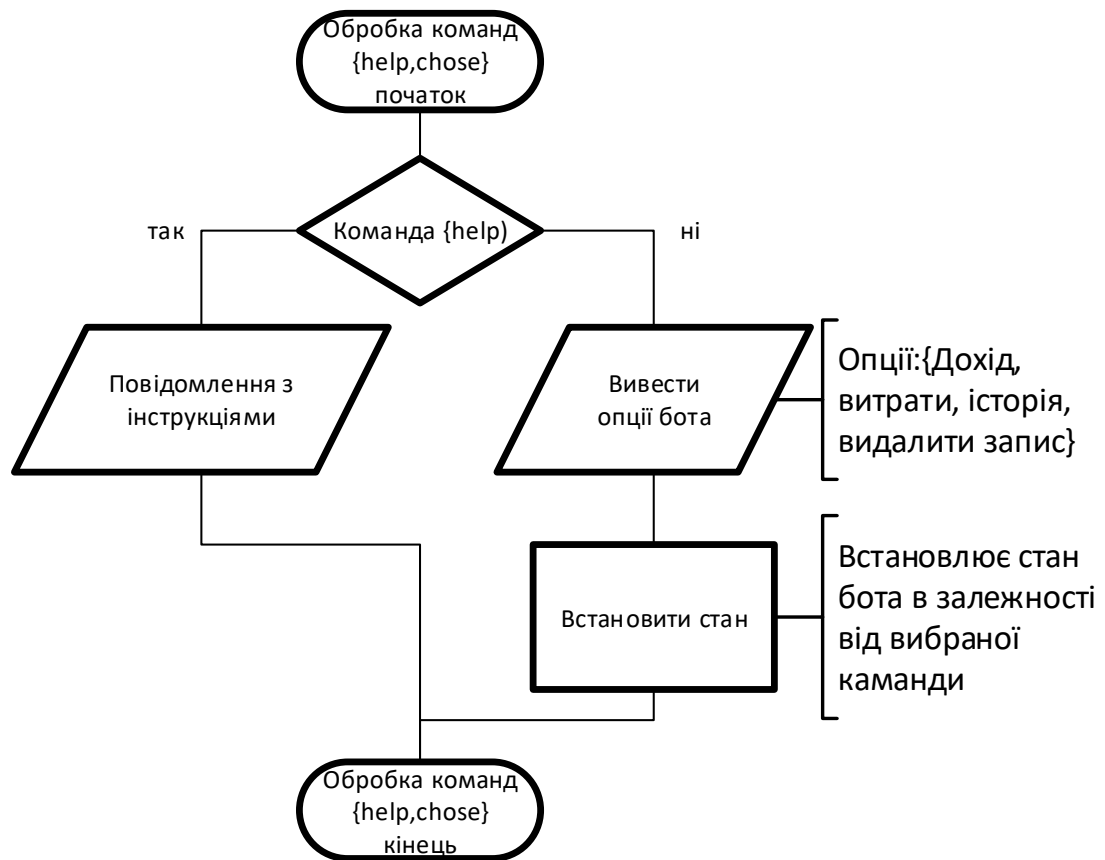 Обробка команд
{help,chose}
початок
так
Команда {help)
ні
Повідомлення з
інструкціями
Вивести
опції бота
Опції:{Дохід,
витрати, історія,
видалити запис}
Встановити стан
Встановлює стан
бота в залежності
від вибраної
каманди
Обробка команд
{help,chose}
кінець